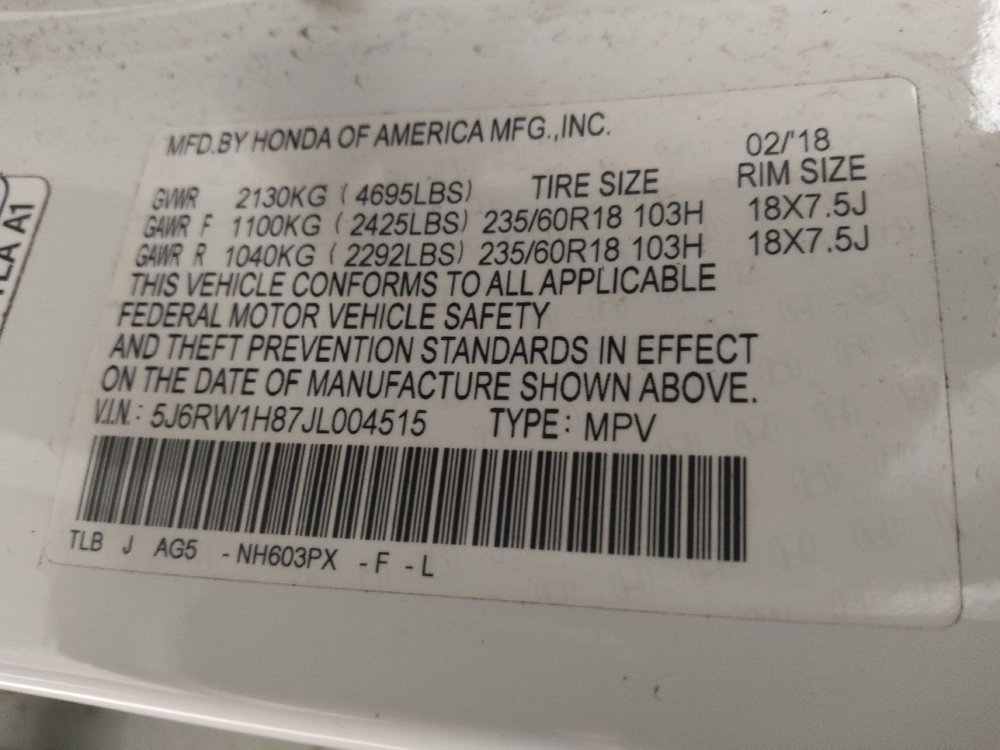 MFD.BY HONDA OF AMERICA MFG.,INC. 02/'18
GVWR 2130KG (4695LBS) TIRE SIZE RIM SIZE
GAWR F 1100KG (2425LBS) 235/60R18 103H 18X7.5J
GAWR R 1040KG (2292LBS) 235/60R18 103H 18X7.5J
THIS VEHICLE CONFORMS TO ALL APPLICABLE
FEDERAL MOTOR VEHICLE SAFETY
AND THEFT PREVENTION STANDARDS IN EFFECT
ON THE DATE OF MANUFACTURE SHOWN ABOVE.
V.I.N.: 5J6RW1H87JL004515 TYPE: MPV
TLB J AG5 -NH603PX -F -L
A1